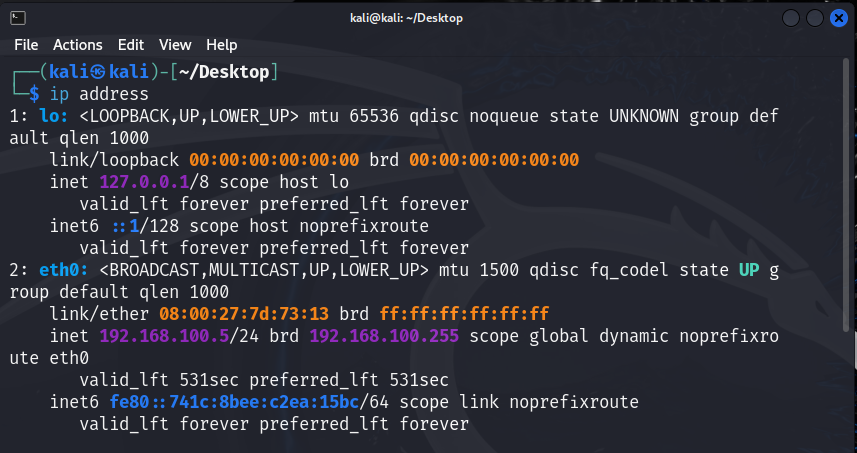 kali@kali: ~/Desktop
File Actions Edit View Help
┌──(kali㉿kali)-[~/Desktop]
└─$ ip address
1: lo: <LOOPBACK,UP,LOWER_UP> mtu 65536 qdisc noqueue state UNKNOWN group def
ault qlen 1000
    link/loopback 00:00:00:00:00:00 brd 00:00:00:00:00:00
    inet 127.0.0.1/8 scope host lo
       valid_lft forever preferred_lft forever
    inet6 ::1/128 scope host noprefixroute
       valid_lft forever preferred_lft forever
2: eth0: <BROADCAST,MULTICAST,UP,LOWER_UP> mtu 1500 qdisc fq_codel state UP g
roup default qlen 1000
    link/ether 08:00:27:7d:73:13 brd ff:ff:ff:ff:ff:ff
    inet 192.168.100.5/24 brd 192.168.100.255 scope global dynamic noprefixro
ute eth0
       valid_lft 531sec preferred_lft 531sec
    inet6 fe80::741c:8bee:c2ea:15bc/64 scope link noprefixroute
       valid_lft forever preferred_lft forever